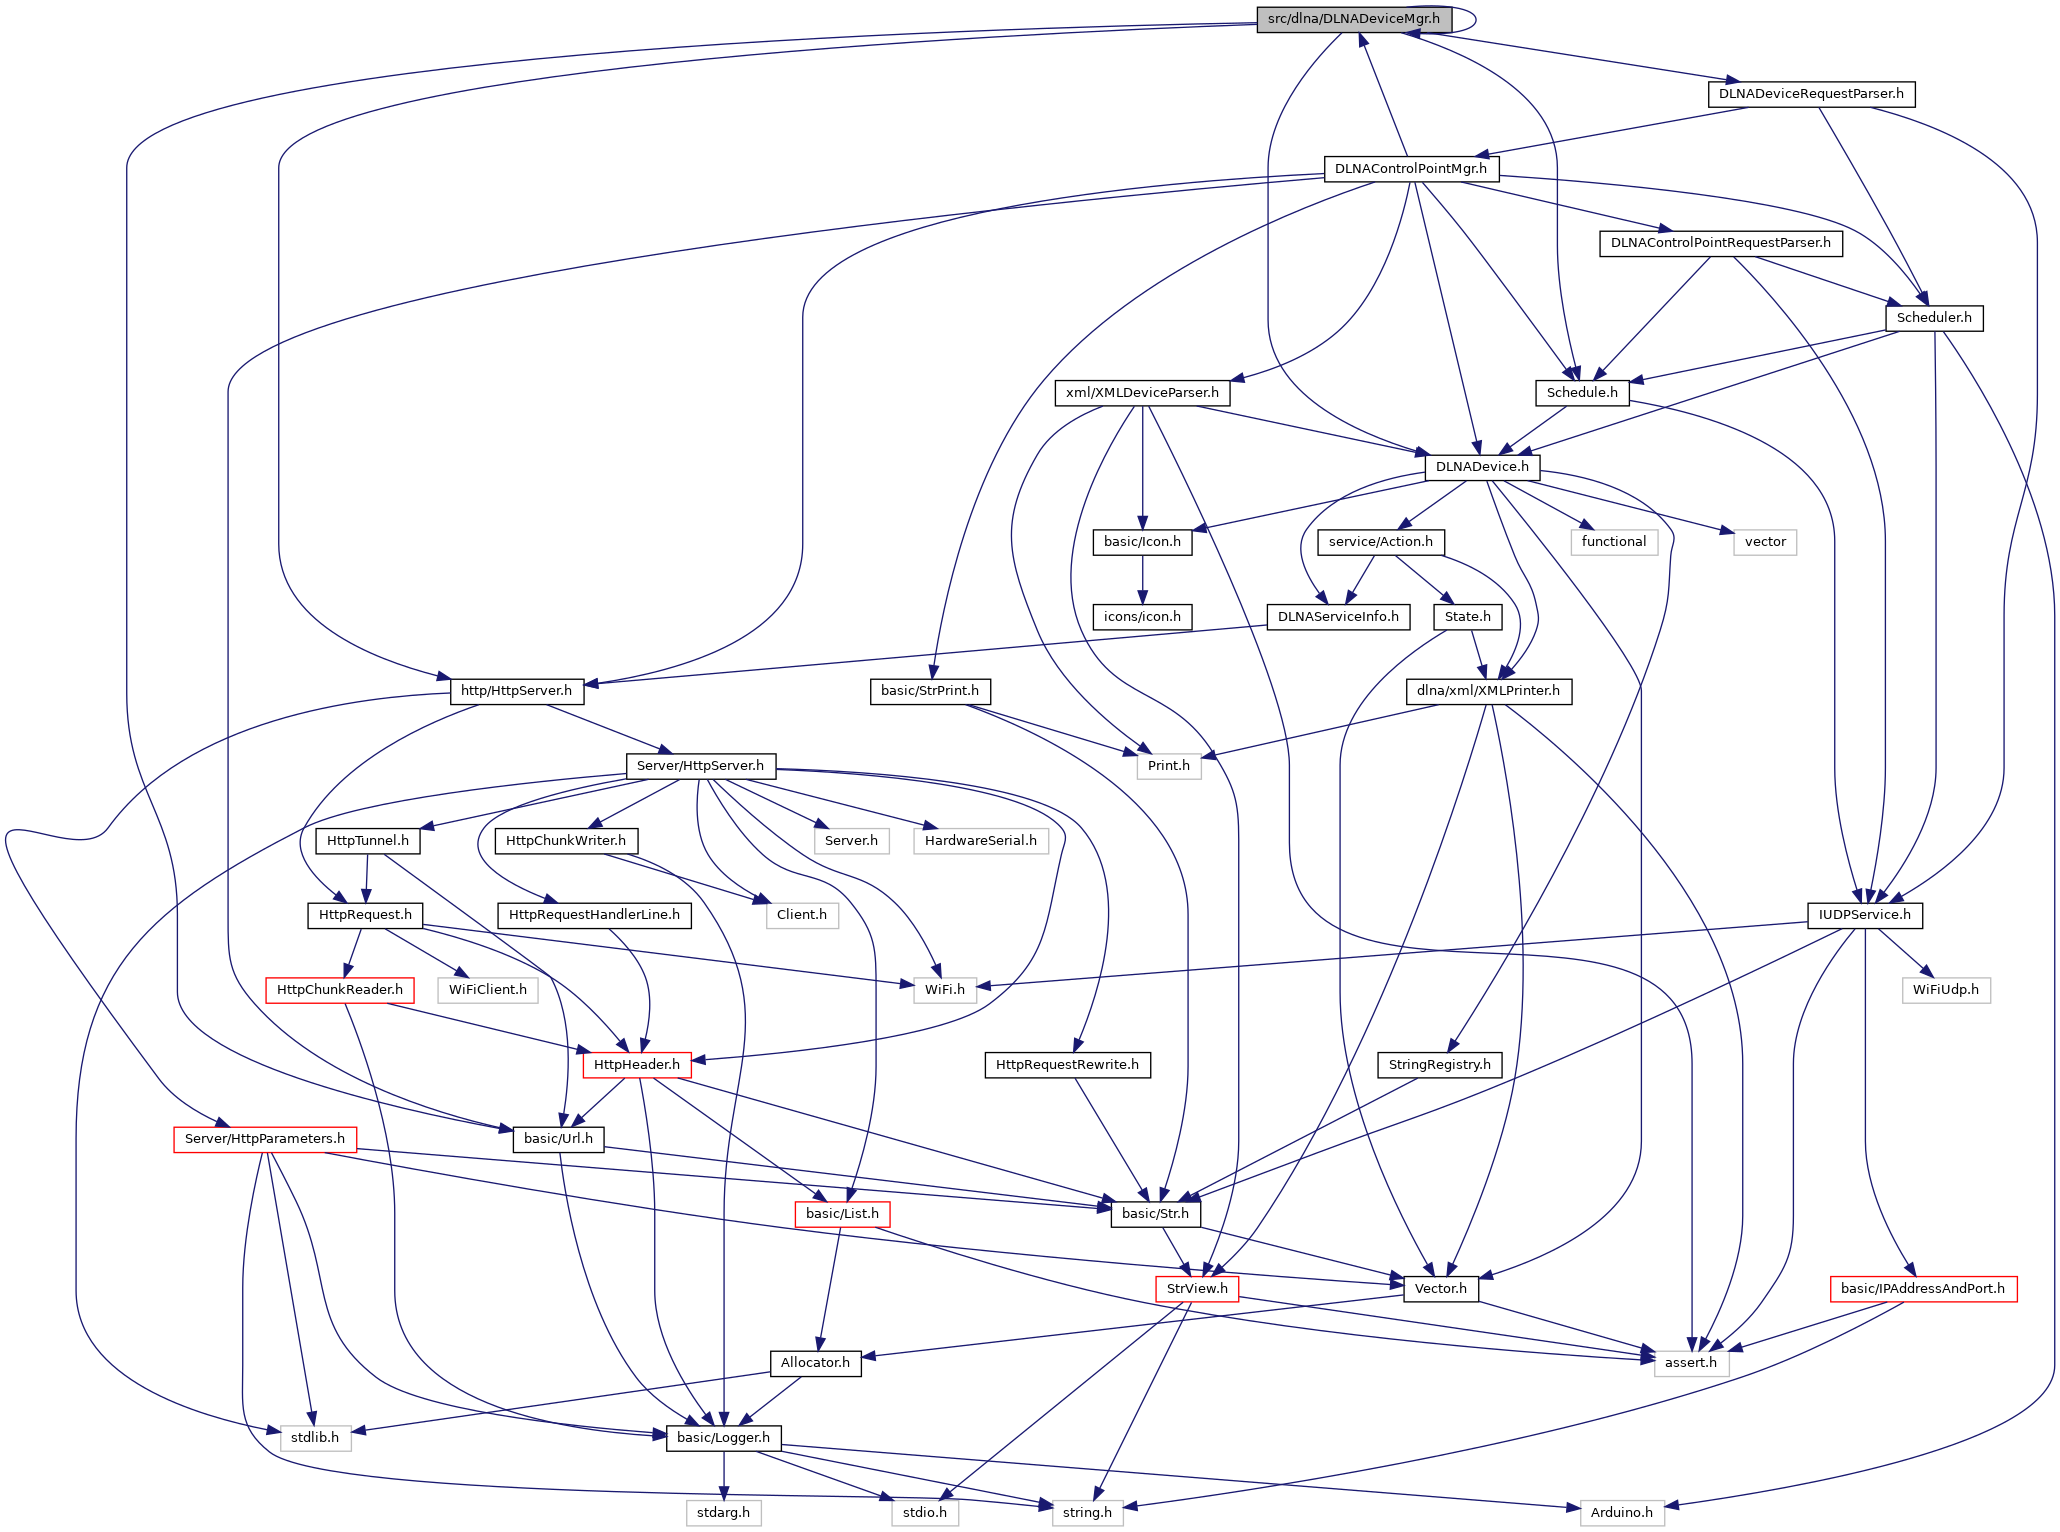 src/dlna/DLNADeviceMgr.h
DLNADeviceRequestParser.h
DLNAControlPointMgr.h
DLNAControlPointRequestParser.h
Scheduler.h
xml/XMLDeviceParser.h
Schedule.h
DLNADevice.h
basic/Icon.h
service/Action.h
functional
vector
icons/icon.h
DLNAServiceInfo.h
State.h
http/HttpServer.h
basic/StrPrint.h
dlna/xml/XMLPrinter.h
Server/HttpServer.h
Print.h
HttpTunnel.h
HttpChunkWriter.h
Server.h
HardwareSerial.h
HttpRequest.h
HttpRequestHandlerLine.h
Client.h
IUDPService.h
HttpChunkReader.h
WiFiClient.h
WiFi.h
WiFiUdp.h
HttpHeader.h
HttpRequestRewrite.h
StringRegistry.h
Server/HttpParameters.h
basic/Url.h
basic/List.h
basic/Str.h
StrView.h
Vector.h
basic/IPAddressAndPort.h
Allocator.h
assert.h
stdlib.h
basic/Logger.h
stdarg.h
stdio.h
string.h
Arduino.h